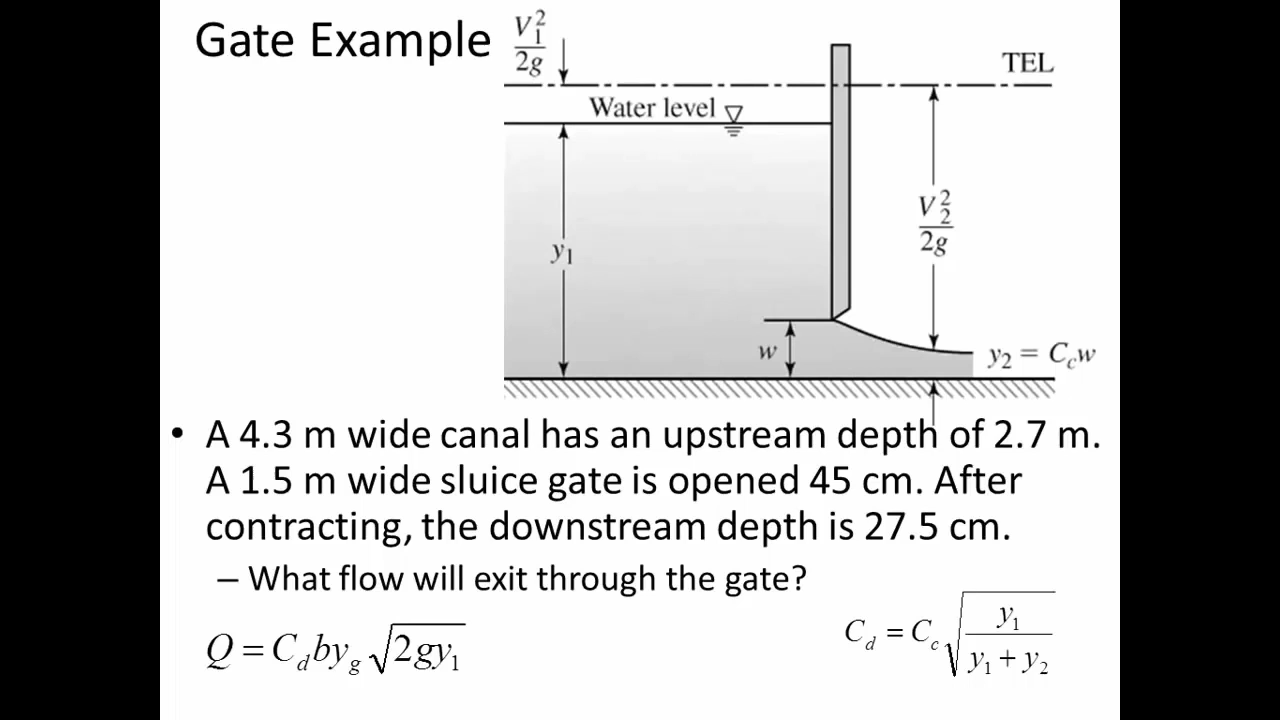 Gate Example
V₁²/2g
TEL
Water level
V₂²/2g
y₁
w
y₂ = C_c w
• A 4.3 m wide canal has an upstream depth of 2.7 m.
A 1.5 m wide sluice gate is opened 45 cm. After
contracting, the downstream depth is 27.5 cm.
– What flow will exit through the gate?
Q = C_d b y_g √(2gy₁)
C_d = C_c √(y₁/(y₁ + y₂))